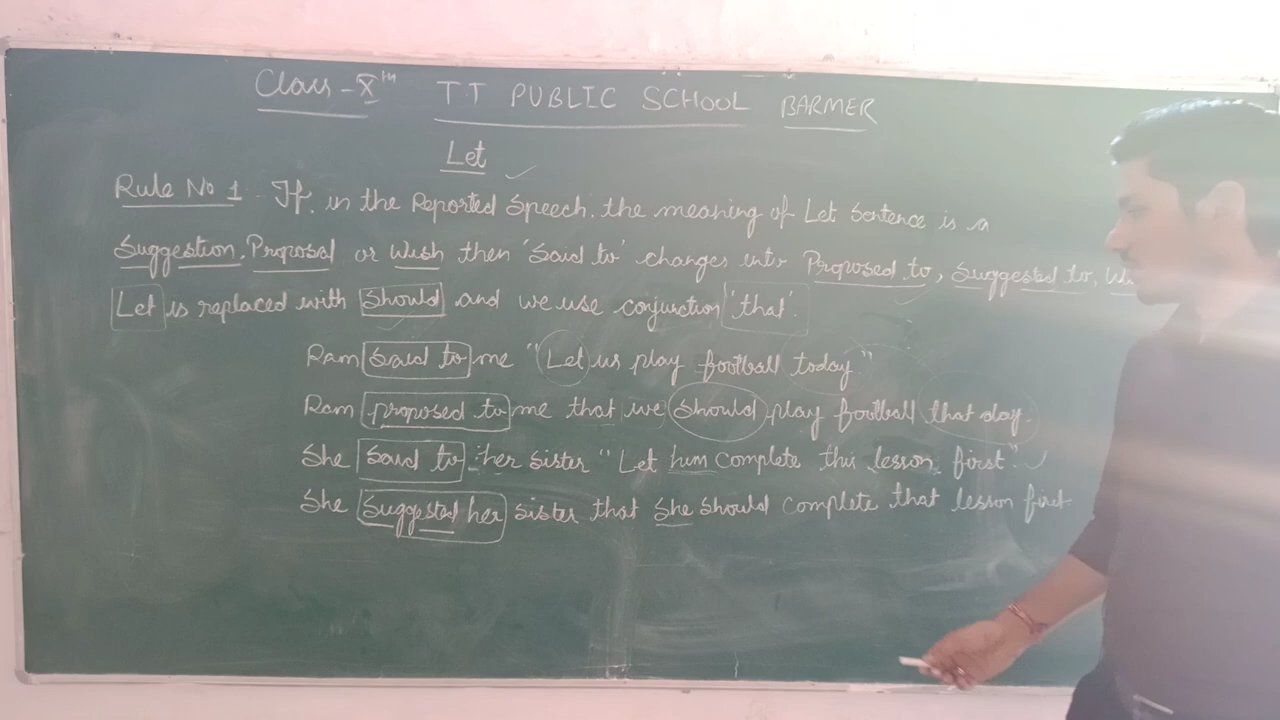 Class - Xth T.T PUBLIC SCHOOL BARMER
Let
Rule No 1 If, in the Reported Speech, the meaning of Let Sentence is a
Suggestion, Proposal or Wish then 'Said to' changes into Proposed to, Suggested to,
Let is replaced with Should and we use conjunction 'that'.
Ram Said to me "Let us play football today"
Ram proposed to me that we should play football that day.
She Said to her sister "Let him complete this lesson first".
She Suggested her sister that She should complete that lesson first